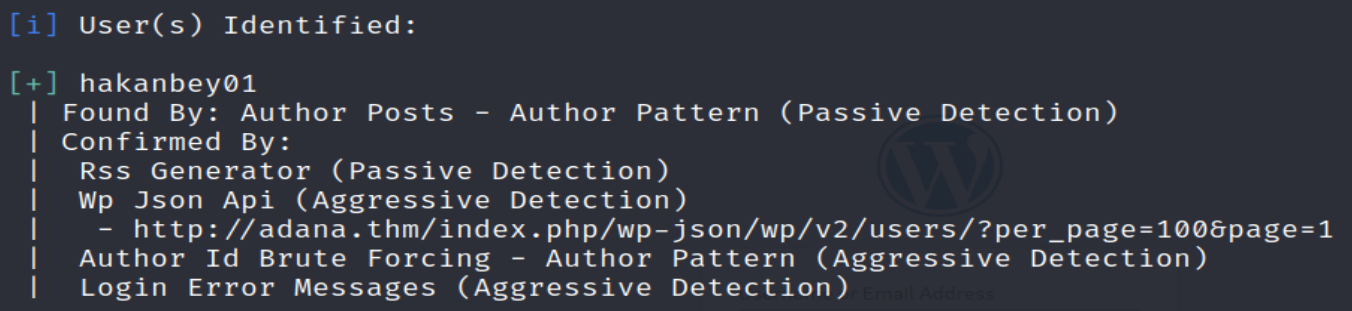 [i] User(s) Identified:
[+] hakanbey01
| Found By: Author Posts - Author Pattern (Passive Detection)
| Confirmed By:
|  Rss Generator (Passive Detection)
|  Wp Json Api (Aggressive Detection)
|   - http://adana.thm/index.php/wp-json/wp/v2/users/?per_page=100&page=1
|  Author Id Brute Forcing - Author Pattern (Aggressive Detection)
|  Login Error Messages (Aggressive Detection)
or Email Address